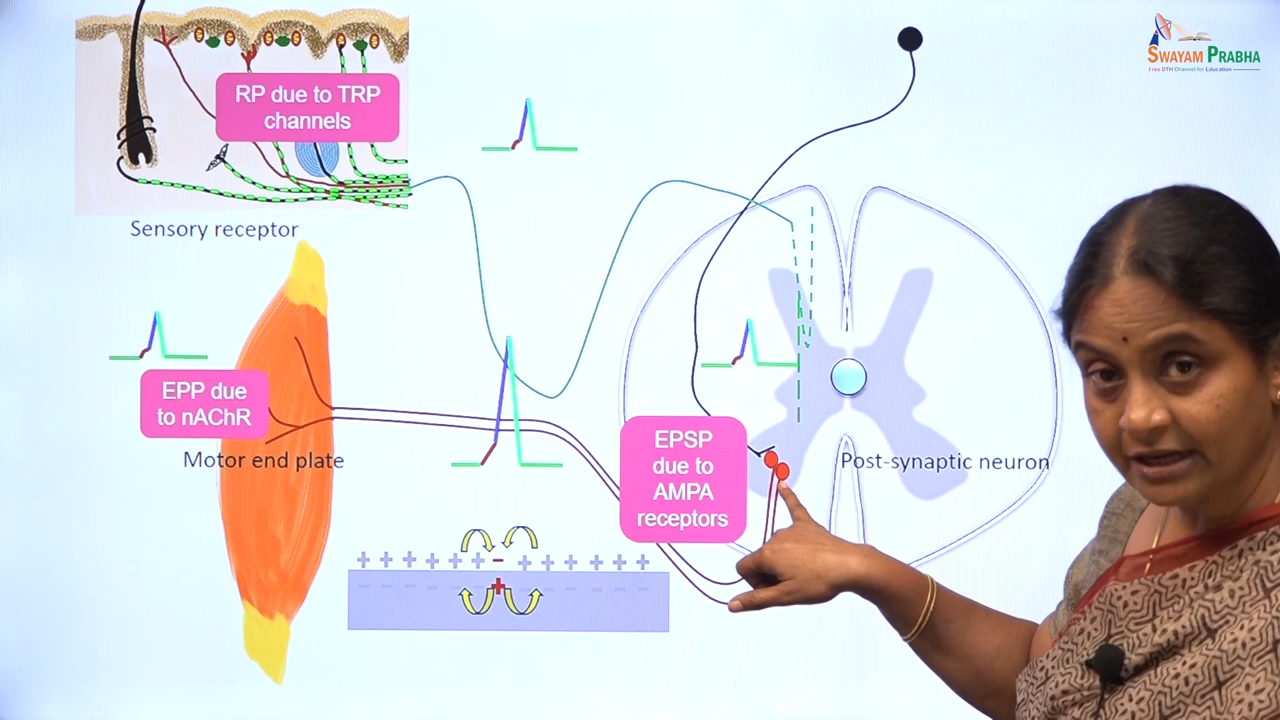 SWAYAM PRABHA
Free DTH Channel for Education
RP due to TRP
channels
Sensory receptor
EPP due
to nAChR
Motor end plate
EPSP
due to
AMPA
receptors
Post-synaptic neuron